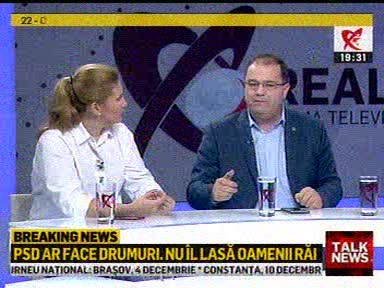 22 - D
19:31
REAL
A TELEVI
BREAKING NEWS
PSD AR FACE DRUMURI. NU ÎL LASĂ OAMENII RĂI
TALK
NEWS
IRNEU NAȚIONAL: BRAȘOV, 4 DECEMBRIE * CONSTANȚA, 10 DECEMBR